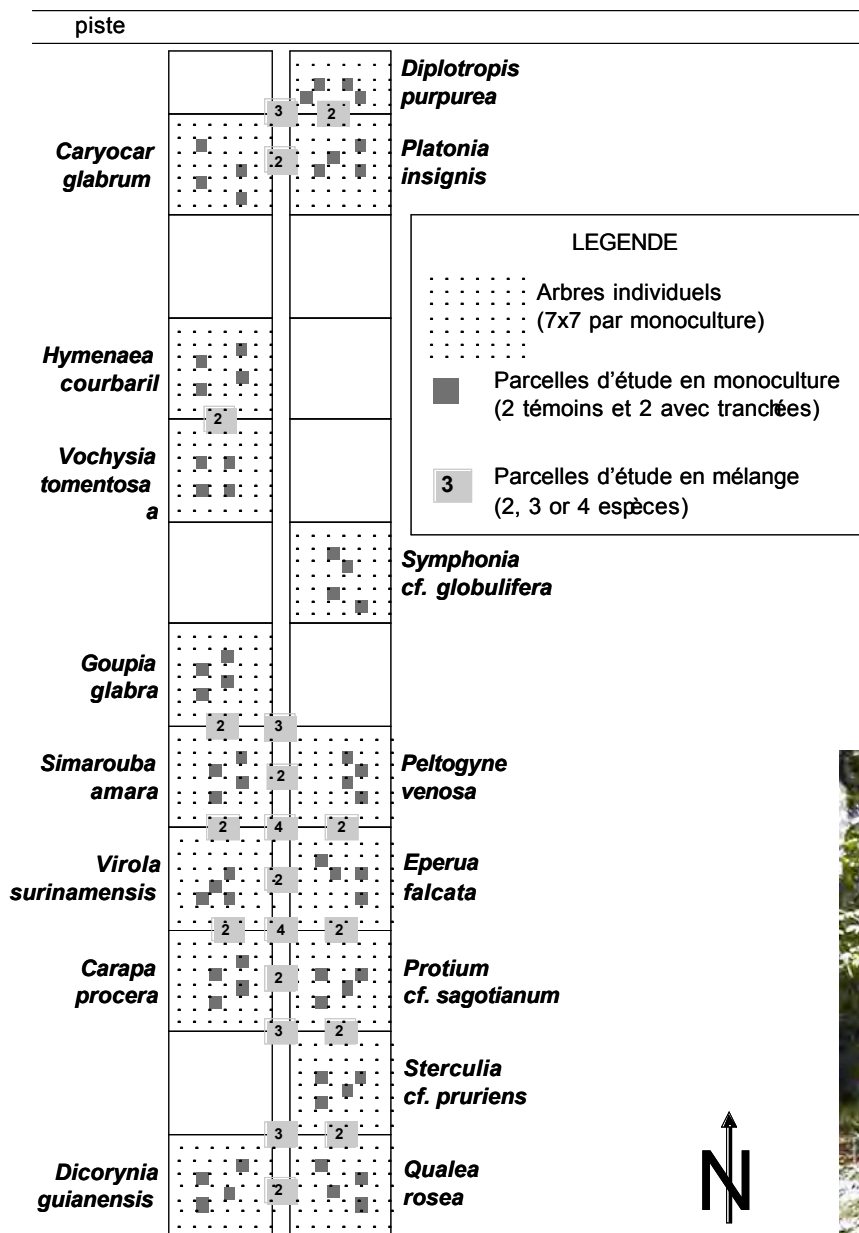 piste
Diplotropis
purpurea
3
2
Caryocar
glabrum
2
Platonia
insignis
LEGENDE
Arbres individuels
(7x7 par monoculture)
Parcelles d'étude en monoculture
(2 témoins et 2 avec tranchées)
3
Parcelles d'étude en mélange
(2, 3 or 4 espèces)
Hymenaea
courbaril
2
Vochysia
tomentosa
a
Symphonia
cf. globulifera
Goupia
glabra
2
3
Simarouba
amara
2
Peltogyne
venosa
2
4
2
Virola
surinamensis
2
Eperua
falcata
2
4
2
Carapa
procera
2
Protium
cf. sagotianum
3
2
Sterculia
cf. pruriens
3
2
Dicorynia
guianensis
2
Qualea
rosea
N